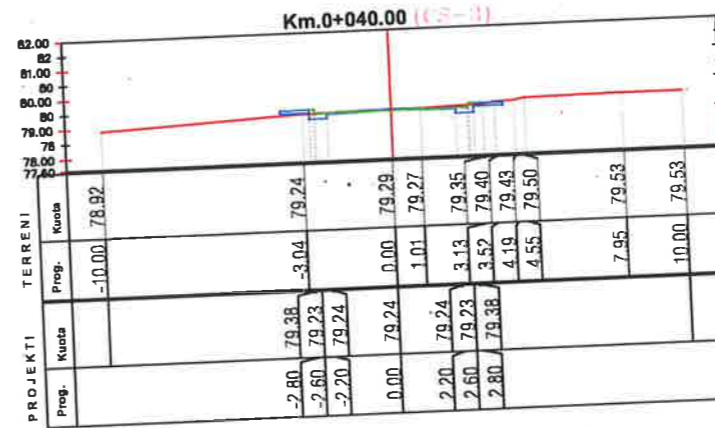 Km.0+040.00 (CS-3)
82.00
82
81.00
81
80.00
80
79.00
79
78.00
78
77.50
TERRENI
Kuota 78.92 79.24 79.29 79.27 79.35 79.40 79.43 79.50 79.53 79.53
Prog. -10.00 -3.04 0.00 1.01 3.13 3.52 4.19 4.55 7.95 10.00
PROJEKTI
Kuota 79.38 79.23 79.24 79.24 79.24 79.23 79.38
Prog. -2.80 -2.60 -2.20 0.00 2.20 2.60 2.80